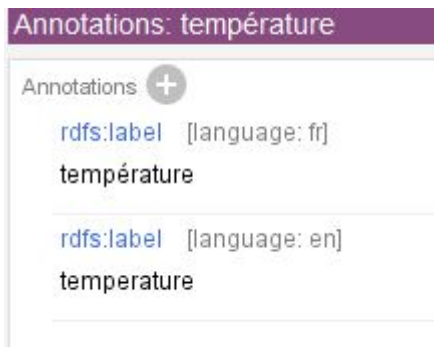 Annotations: température
Annotations
rdfs:label [language: fr]
température
rdfs:label [language: en]
temperature